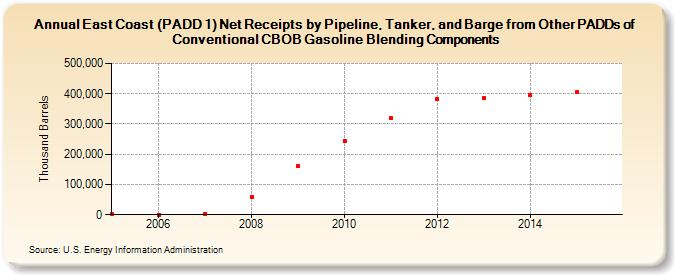 Annual East Coast (PADD 1) Net Receipts by Pipeline, Tanker, and Barge from Other PADDs of
Conventional CBOB Gasoline Blending Components
Thousand Barrels
500,000
400,000
300,000
200,000
100,000
0
2006 2008 2010 2012 2014
Source: U.S. Energy Information Administration